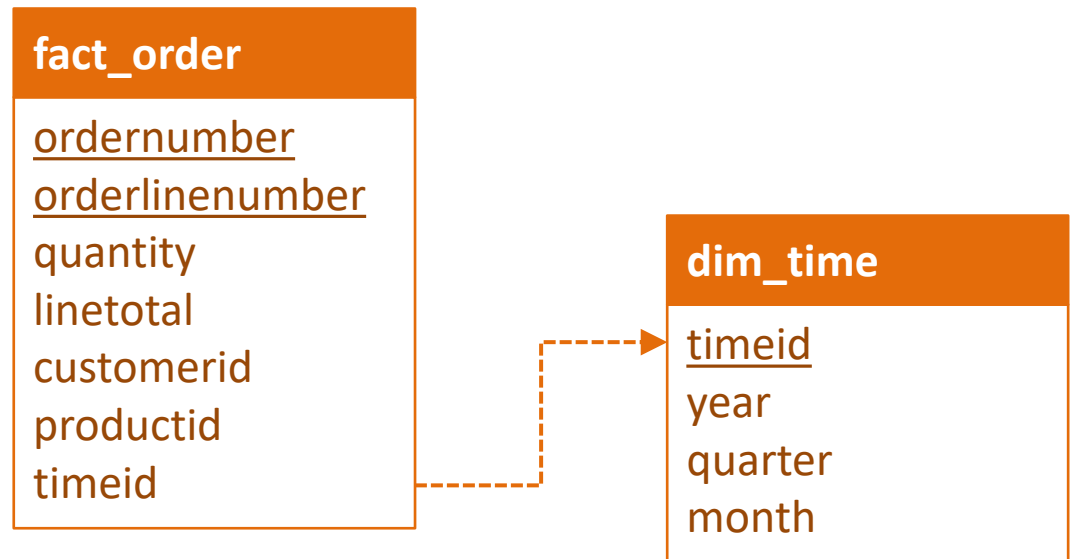 fact_order
ordernumber
orderlinenumber
quantity
linetotal
customerid
productid
timeid
dim_time
timeid
year
quarter
month